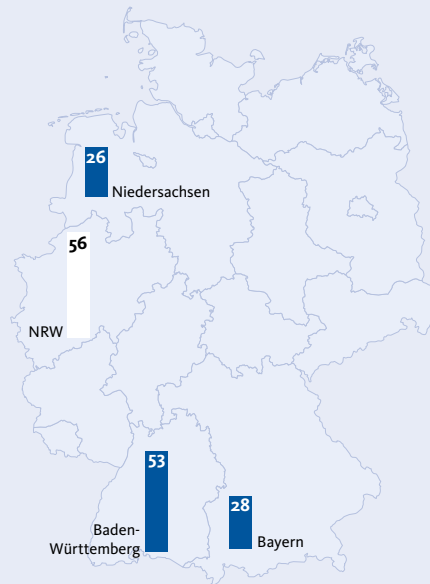 26
Niedersachsen
56
NRW
53
Baden-
Württemberg
28
Bayern